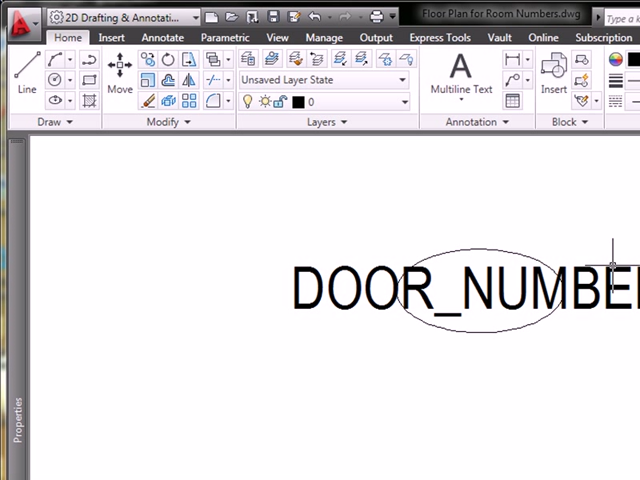 2D Drafting & Annotati...
Floor Plan for Room Numbers.dwg
Type
Home Insert Annotate Parametric View Manage Output Express Tools Vault Online Subscription
Line Move Unsaved Layer State Multiline Text Insert
0
Draw Modify Layers Annotation Block
DOOR_NUMBE
Properties